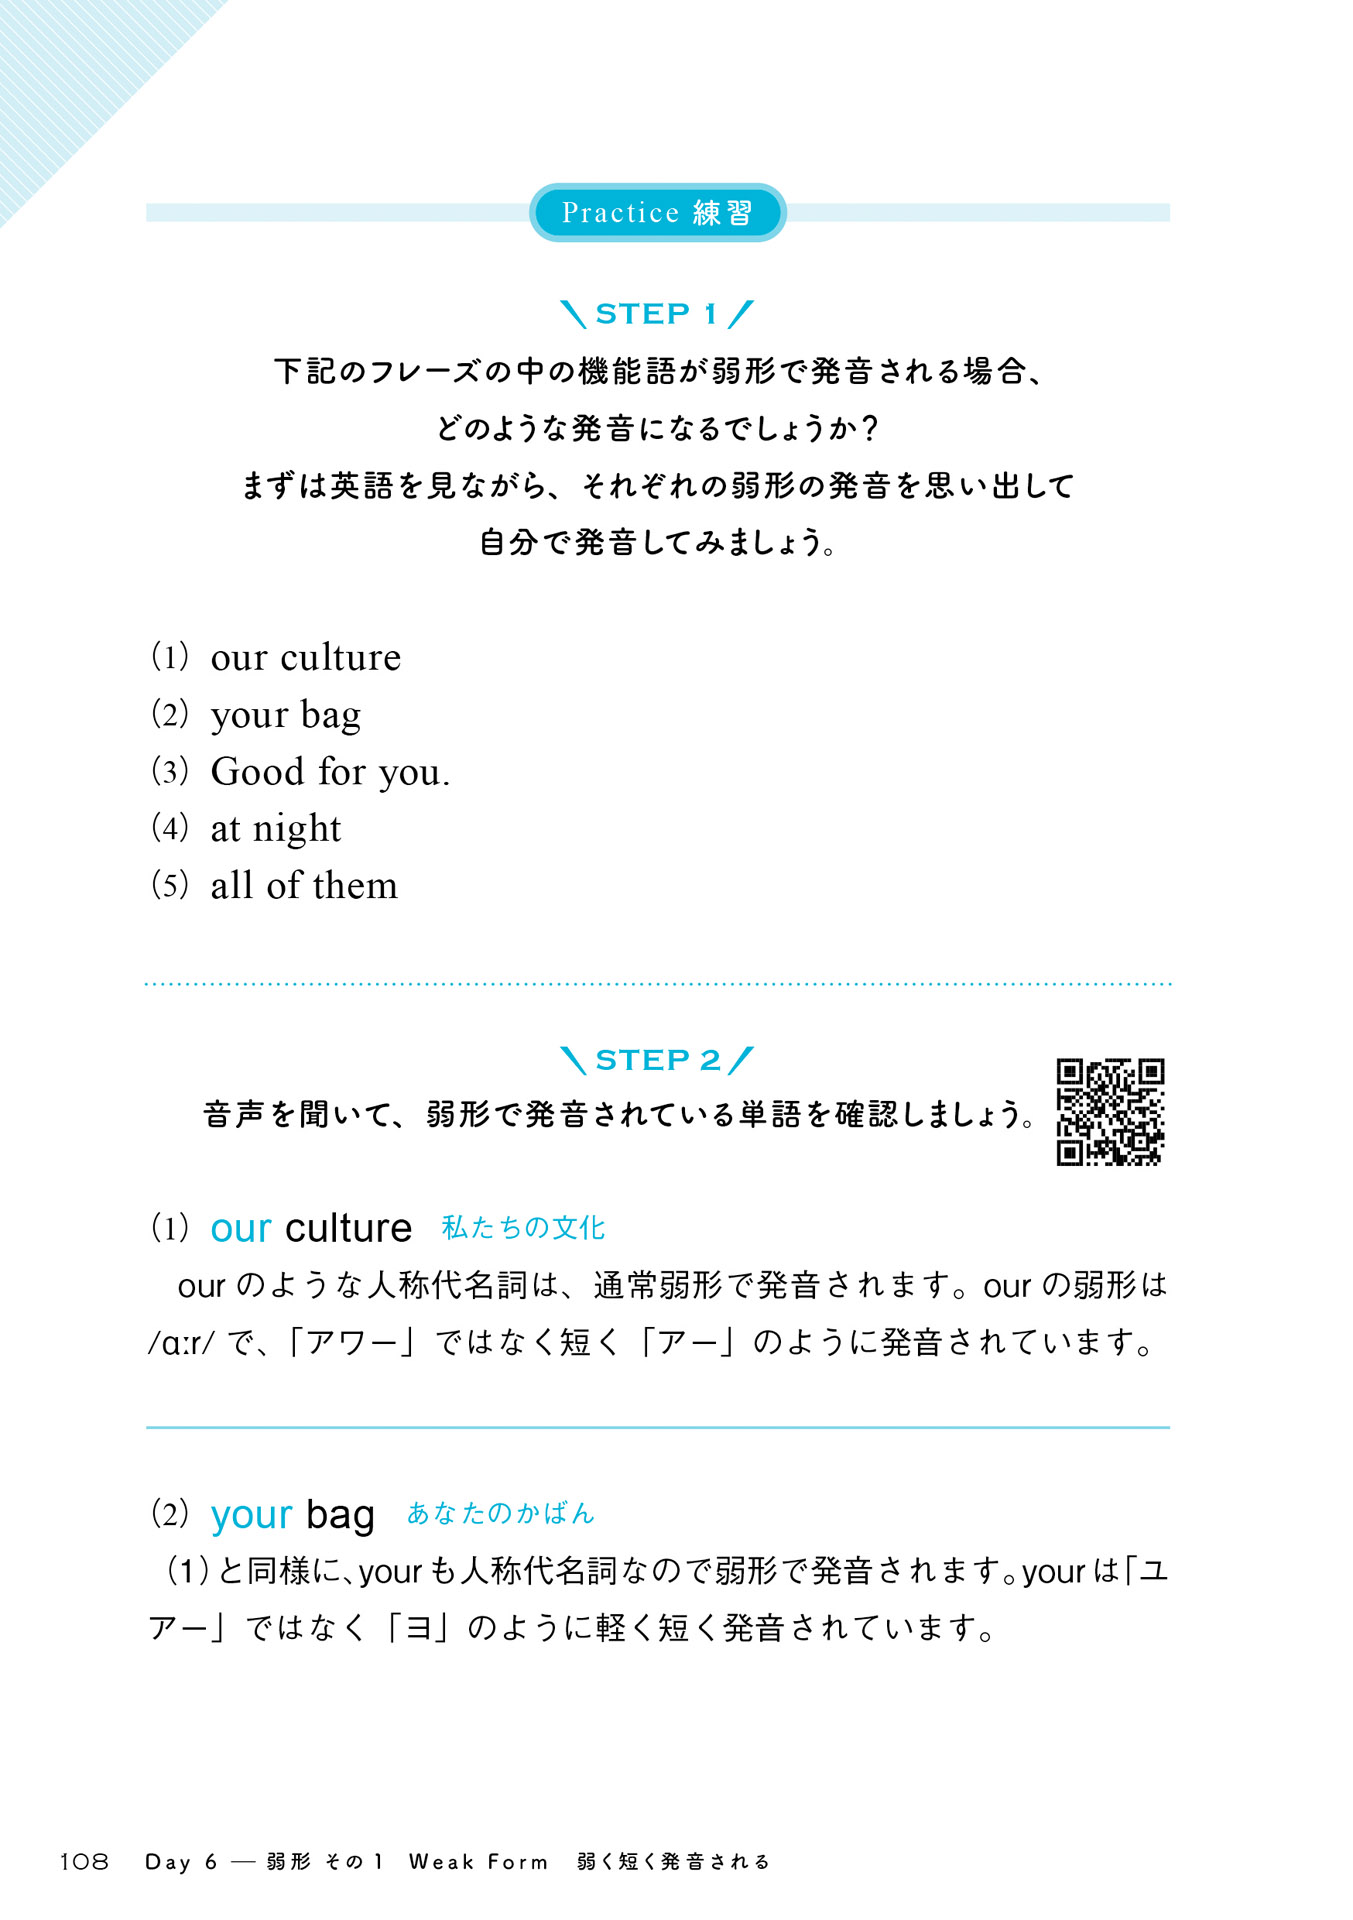 Practice 練習
STEP 1
下記のフレーズの中の機能語が弱形で発音される場合、
どのような発音になるでしょうか？
まずは英語を見ながら、それぞれの弱形の発音を思い出して
自分で発音してみましょう。
(1) our culture
(2) your bag
(3) Good for you.
(4) at night
(5) all of them
STEP 2
音声を聞いて、弱形で発音されている単語を確認しましょう。
(1) our culture 私たちの文化
our のような人称代名詞は、通常弱形で発音されます。our の弱形は
/ɑːr/ で、「アワー」ではなく短く「アー」のように発音されています。
(2) your bag あなたのかばん
（1）と同様に、your も人称代名詞なので弱形で発音されます。your は「ユ
アー」ではなく「ヨ」のように軽く短く発音されています。
108 Day 6 — 弱形 その1 Weak Form 弱く短く発音される